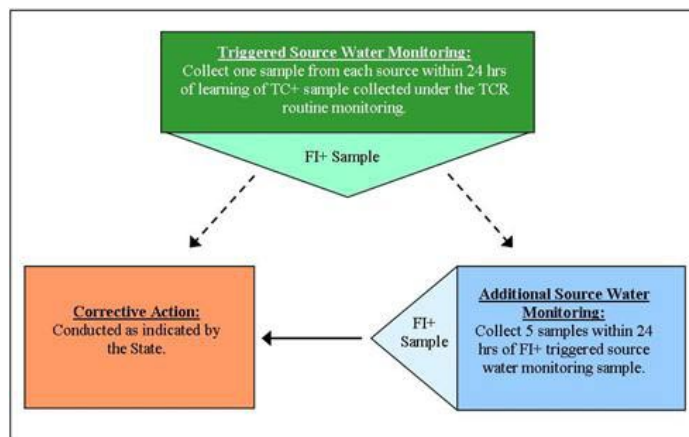 Triggered Source Water Monitoring:
Collect one sample from each source within 24 hrs
of learning of TC+ sample collected under the TCR
routine monitoring.
FI+ Sample
Corrective Action:
Conducted as indicated by
the State.
FI+
Sample
Additional Source Water
Monitoring:
Collect 5 samples within 24
hrs of FI+ triggered source
water monitoring sample.